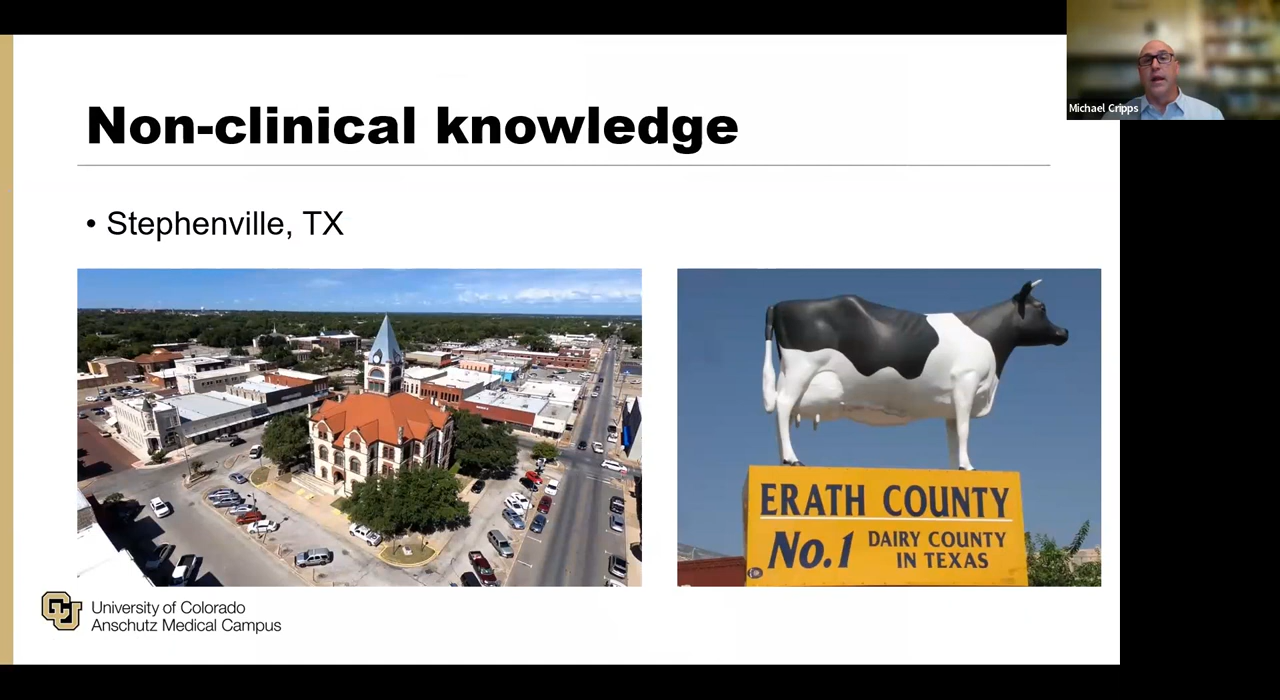 Michael Cripps
Non-clinical knowledge
• Stephenville, TX
ERATH COUNTY
No.1 DAIRY COUNTY
IN TEXAS
CU University of Colorado
Anschutz Medical Campus